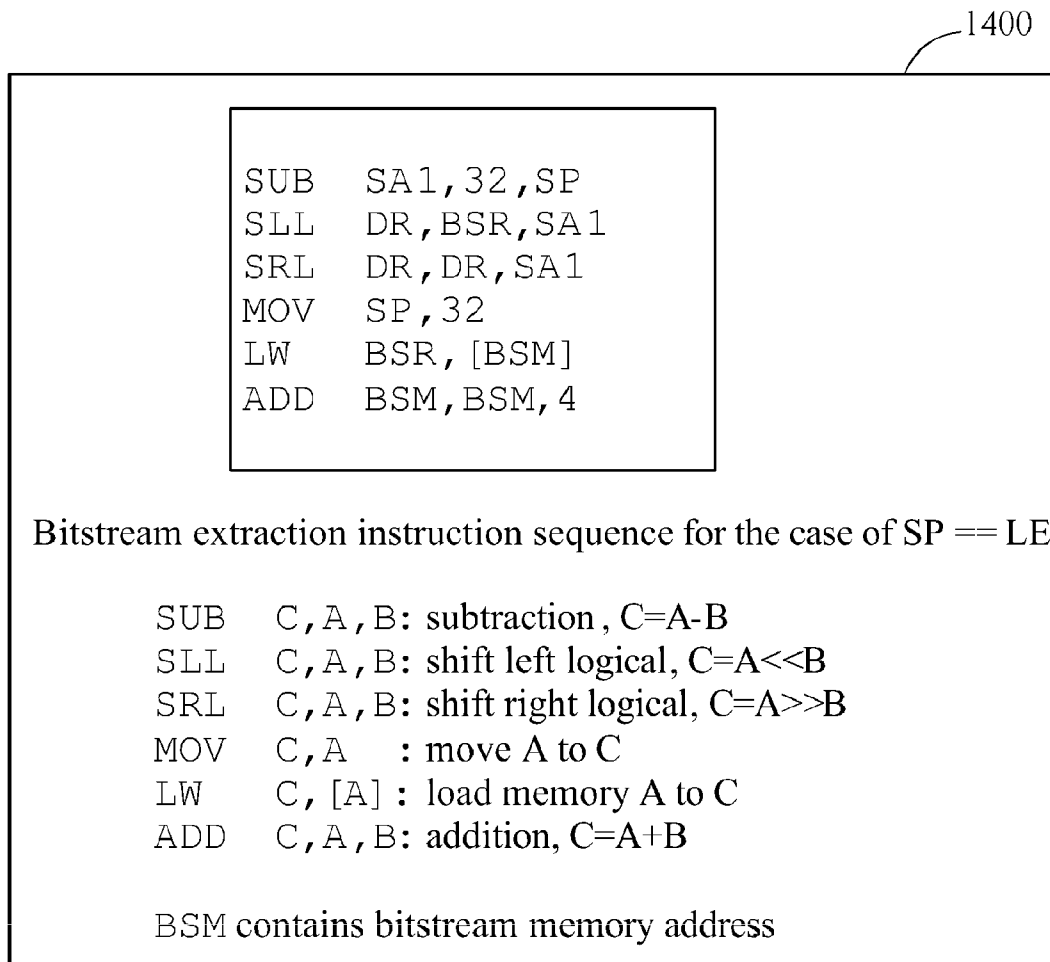 1400
SUB SA1,32,SP
SLL DR,BSR,SA1
SRL DR,DR,SA1
MOV SP,32
LW BSR,[BSM]
ADD BSM,BSM,4
Bitstream extraction instruction sequence for the case of SP == LE
SUB C,A,B: subtraction, C=A-B
SLL C,A,B: shift left logical, C=A<<B
SRL C,A,B: shift right logical, C=A>>B
MOV C,A : move A to C
LW C,[A]: load memory A to C
ADD C,A,B: addition, C=A+B
BSM contains bitstream memory address